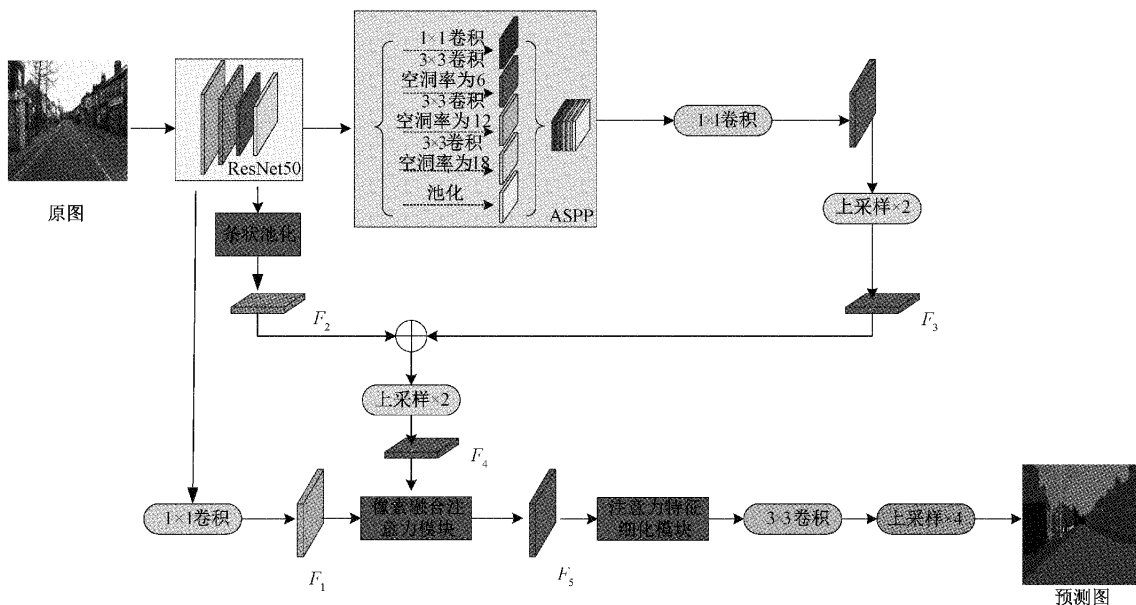 1×1卷积
3×3卷积
空洞率为6
3×3卷积
空洞率为12
3×3卷积
空洞率为18
池化
ASPP
ResNet50
原图
1×1卷积
上采样×2
条状池化
F2
F3
上采样×2
F4
1×1卷积
F1
像素融合注
意力模块
F5
注意力特征
细化模块
3×3卷积
上采样×4
预测图